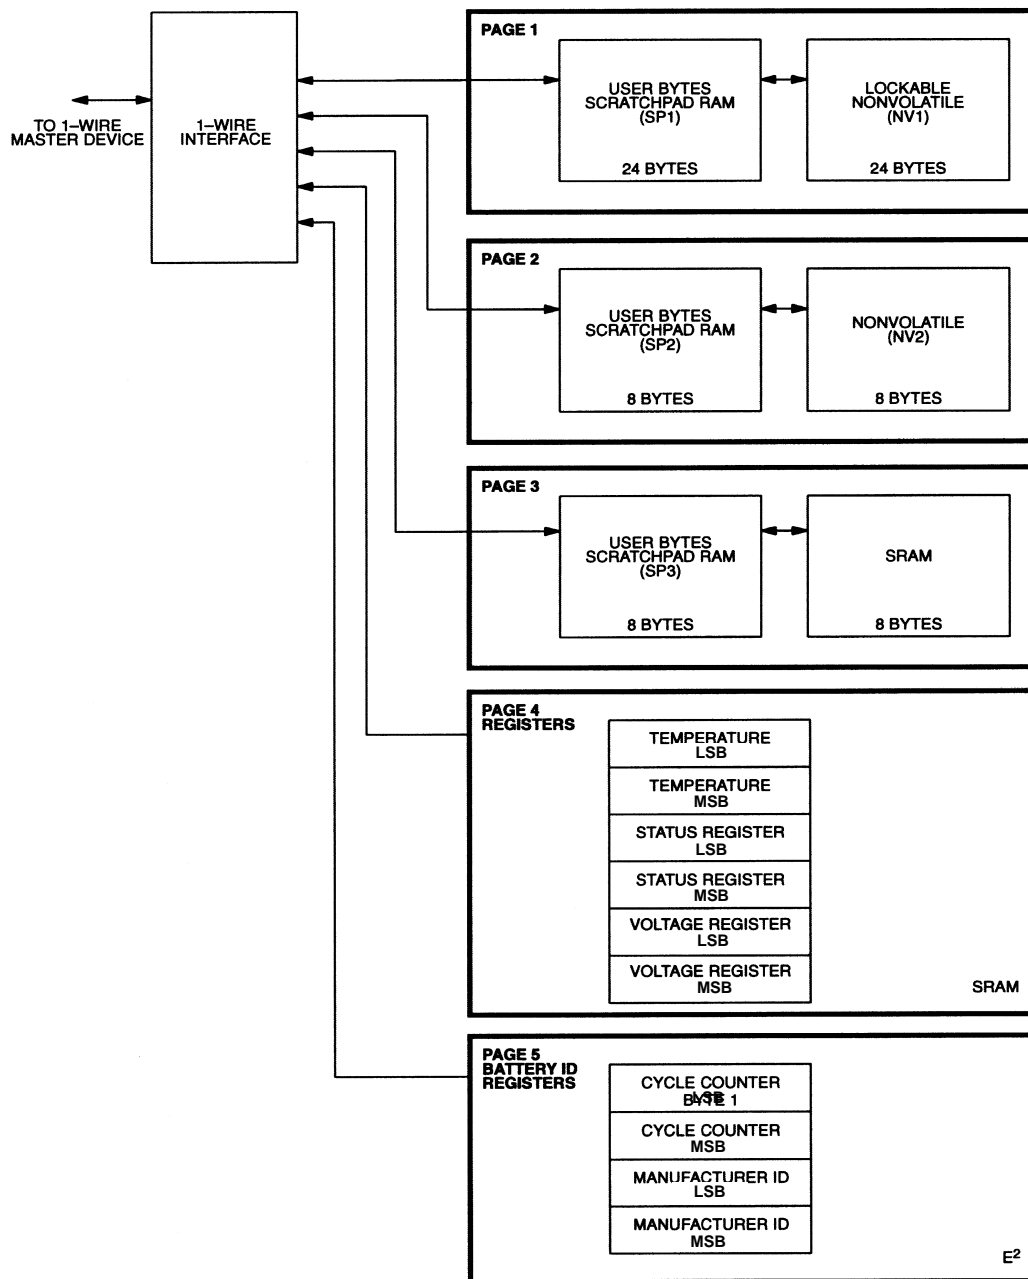 TO 1–WIRE
MASTER DEVICE
1–WIRE
INTERFACE
PAGE 1
USER BYTES
SCRATCHPAD RAM
(SP1)
24 BYTES
LOCKABLE
NONVOLATILE
(NV1)
24 BYTES
PAGE 2
USER BYTES
SCRATCHPAD RAM
(SP2)
8 BYTES
NONVOLATILE
(NV2)
8 BYTES
PAGE 3
USER BYTES
SCRATCHPAD RAM
(SP3)
8 BYTES
SRAM
8 BYTES
PAGE 4
REGISTERS
TEMPERATURE
LSB
TEMPERATURE
MSB
STATUS REGISTER
LSB
STATUS REGISTER
MSB
VOLTAGE REGISTER
LSB
VOLTAGE REGISTER
MSB
SRAM
PAGE 5
BATTERY ID
REGISTERS
CYCLE COUNTER
LSB
BYTE 1
CYCLE COUNTER
MSB
MANUFACTURER ID
LSB
MANUFACTURER ID
MSB
E²